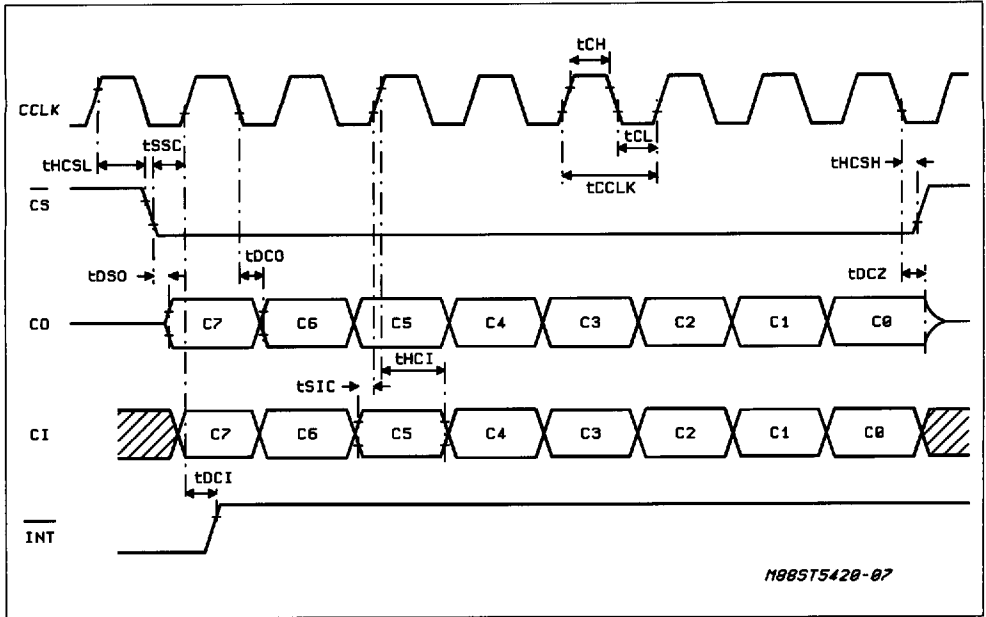 tCH
CCLK
tSSC
tCL
tHCSL
tHCSH
tCCLK
CS
tDSO tDCO
tDCZ
CO C7 C6 C5 C4 C3 C2 C1 C0
tHCI
tSIC
CI C7 C6 C5 C4 C3 C2 C1 C0
tDCI
INT
M88ST5420-07